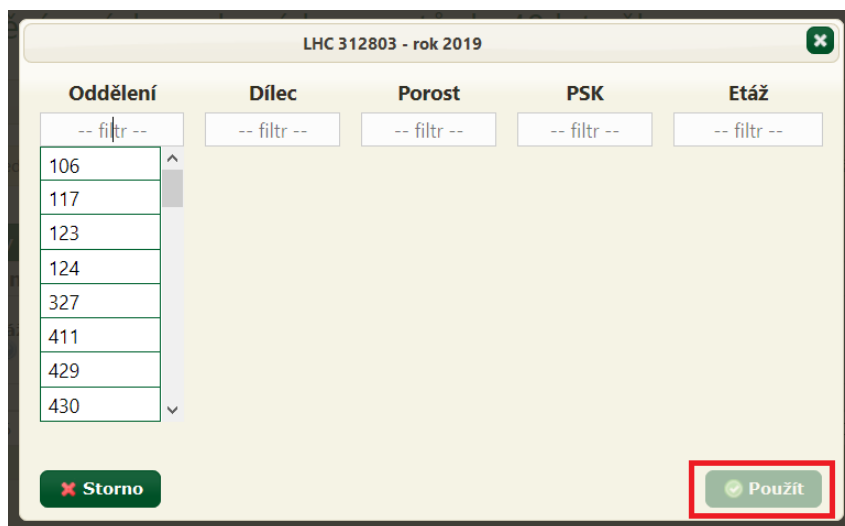 LHC 312803 - rok 2019
Oddělení Dílec Porost PSK Etáž
-- filtr -- -- filtr -- -- filtr -- -- filtr -- -- filtr --
106
117
123
124
327
411
429
430
Storno Použít